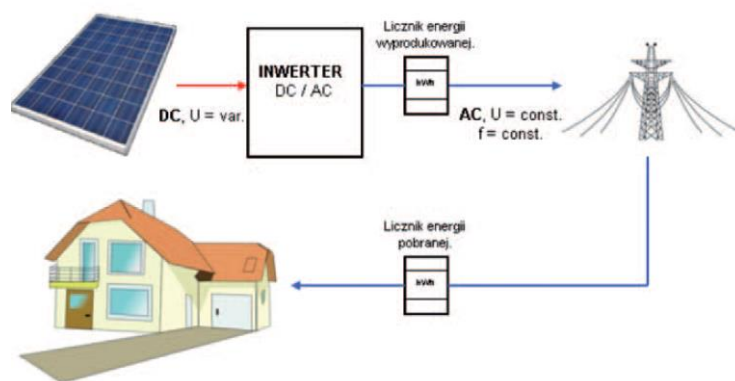 Licznik energii
wyprodukowanej.
INWERTER
DC / AC
kWh
DC, U = var.
AC, U = const.
f = const.
Licznik energii
pobranej.
kWh